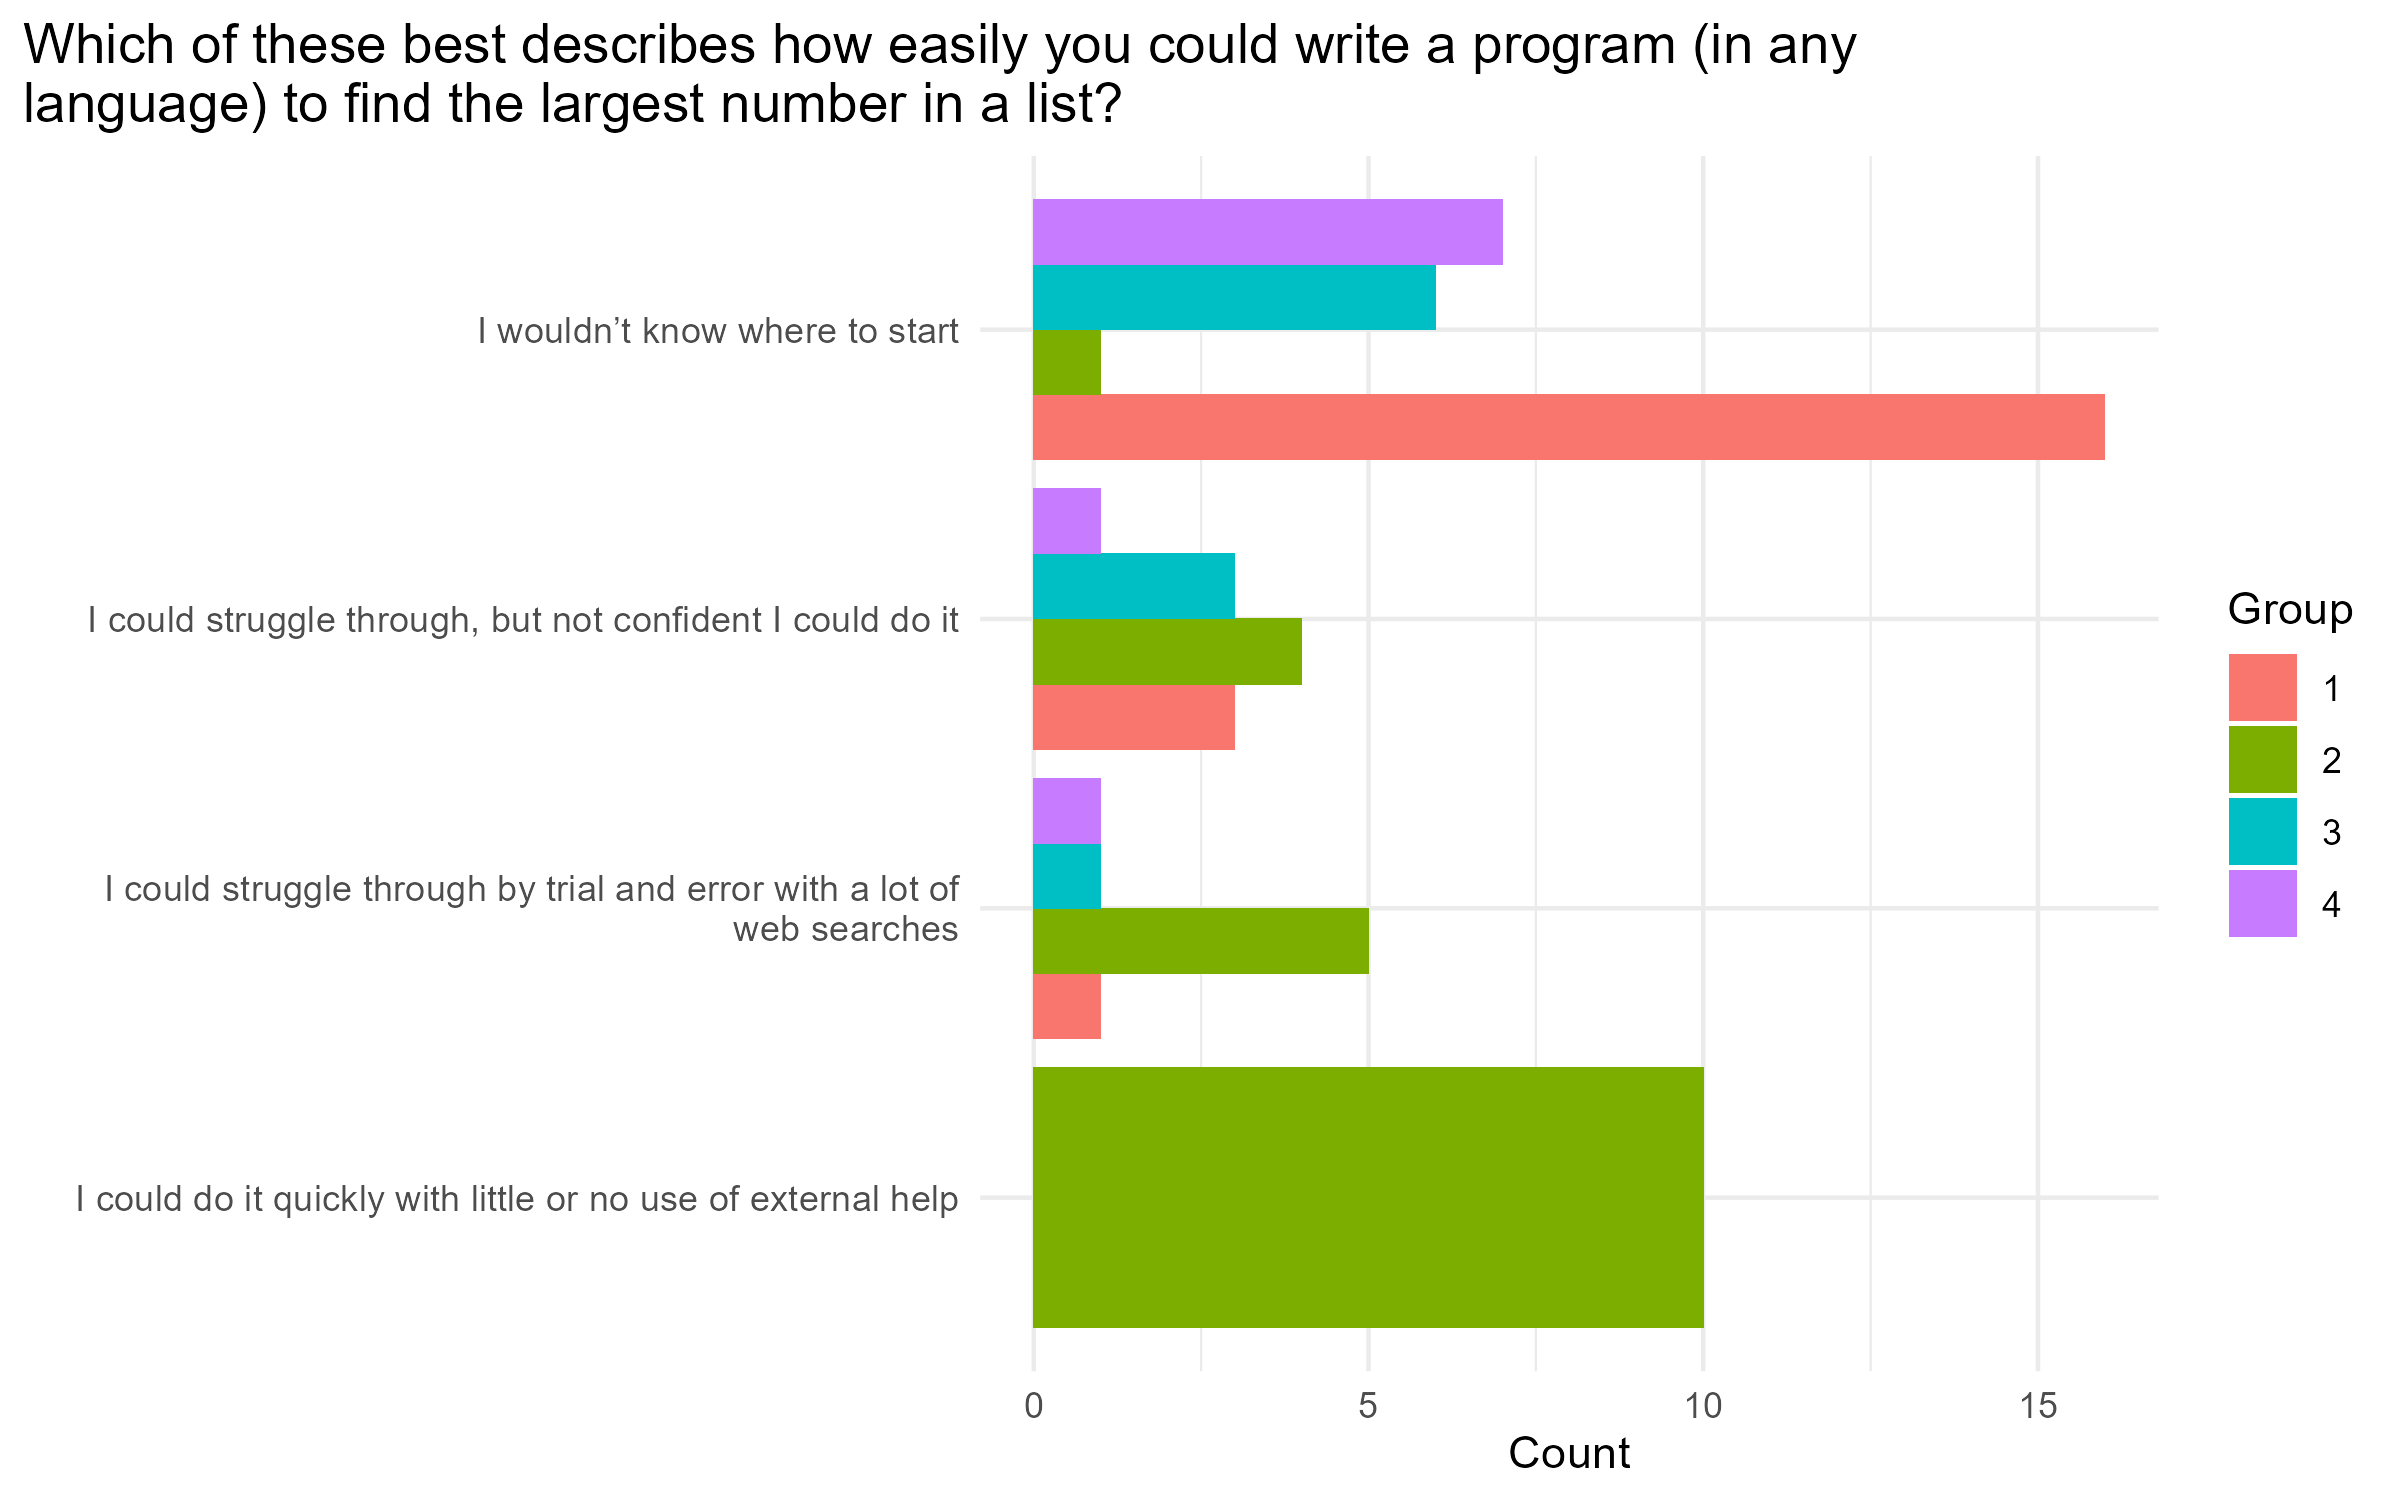 Which of these best describes how easily you could write a program (in any
language) to find the largest number in a list?
I wouldn’t know where to start
I could struggle through, but not confident I could do it
I could struggle through by trial and error with a lot of
web searches
I could do it quickly with little or no use of external help
0 5 10 15
Count
Group
1
2
3
4